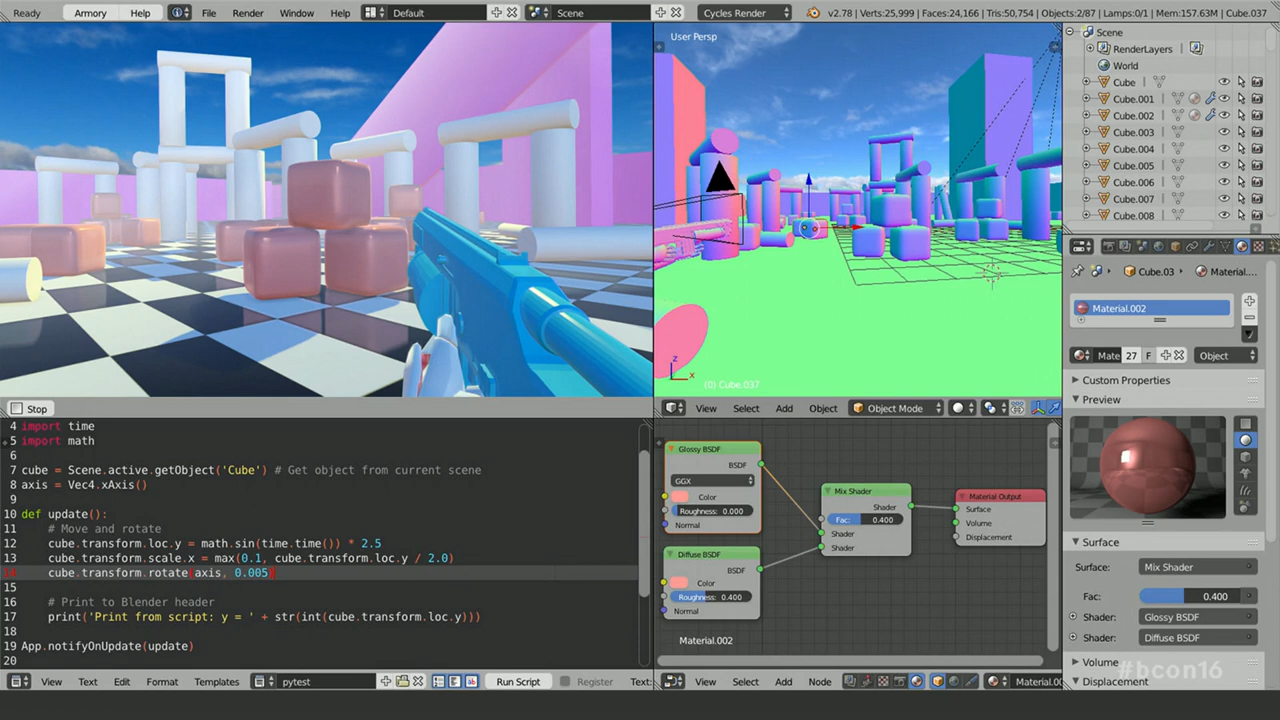 Ready Armory Help File Render Window Help Default Scene Cycles Render v2.78 | Verts:25,999 | Faces:24,166 | Tris:50,754 | Objects:2/87 | Lamps:0/1 | Mem:157.63M | Cube.037
User Persp
(0) Cube.037
z
x
Scene
RenderLayers
World
Cube
Cube.001
Cube.002
Cube.003
Cube.004
Cube.005
Cube.006
Cube.007
Cube.008
Cube.03 Material....
Material.002
Mate 27 F Object
Custom Properties
Preview
Surface
Surface: Mix Shader
Fac: 0.400
Shader: Glossy BSDF
Shader: Diffuse BSDF
Volume
#bcon16
Displacement
View Select Add Object Object Mode
Stop
4 import time
5 import math
6
7 cube = Scene.active.getObject('Cube') # Get object from current scene
8 axis = Vec4.xAxis()
9
10 def update():
11 # Move and rotate
12 cube.transform.loc.y = math.sin(time.time()) * 2.5
13 cube.transform.scale.x = max(0.1, cube.transform.loc.y / 2.0)
14 cube.transform.rotate(axis, 0.005)
15
16 # Print to Blender header
17 print('Print from script: y = ' + str(int(cube.transform.loc.y)))
18
19 App.notifyOnUpdate(update)
20
View Text Edit Format Templates pytest Run Script Register Text:
Glossy BSDF
BSDF
GGX
Color
Roughness: 0.000
Normal
Diffuse BSDF
BSDF
Color
Roughness: 0.400
Normal
Mix Shader
Shader
Fac: 0.400
Shader
Shader
Material Output
Surface
Volume
Displacement
Material.002
View Select Add Node Material.00